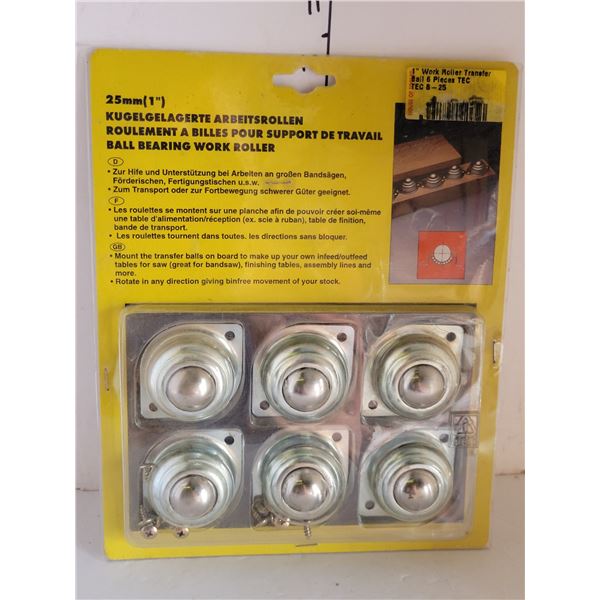 25mm(1")
KUGELGELAGERTE ARBEITSROLLEN
ROULEMENT A BILLES POUR SUPPORT DE TRAVAIL
BALL BEARING WORK ROLLER
D
• Zur Hife und Unterstützung bei Arbeiten an großen Bandsägen,
Förderischen, Fertigungstischen u.s.w.
• Zum Transport oder zur Fortbewegung schwerer Güter geeignet.
F
• Les roulettes se montent sur une planche afin de pouvoir créer soi-même
une table d'alimentation/réception (ex. scie à ruban), table de finition,
bande de transport.
• Les roulettes tournent dans toutes. les directions sans bloquer.
GB
• Mount the transfer balls on board to make up your own infeed/outfeed
tables for saw (great for bandsaw), finishing tables, assembly lines and
more.
• Rotate in any direction giving binfree movement of your stock.
1" Work Roller Transfer
Ball 6 Pieces TEC
TEC B-25